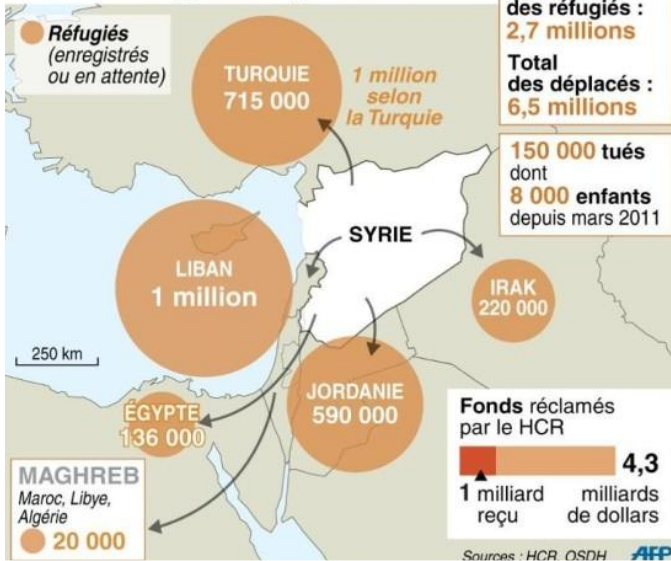 Réfugiés
(enregistrés
ou en attente)
TURQUIE
715 000
1 million
selon
la Turquie
des réfugiés :
2,7 millions
Total
des déplacés :
6,5 millions
150 000 tués
dont
8 000 enfants
depuis mars 2011
SYRIE
LIBAN
1 million
IRAK
220 000
250 km
JORDANIE
590 000
ÉGYPTE
136 000
MAGHREB
Maroc, Libye,
Algérie
20 000
Fonds réclamés
par le HCR
4,3
milliards
de dollars
1 milliard
reçu
Sources : HCR, OSDH
AFP